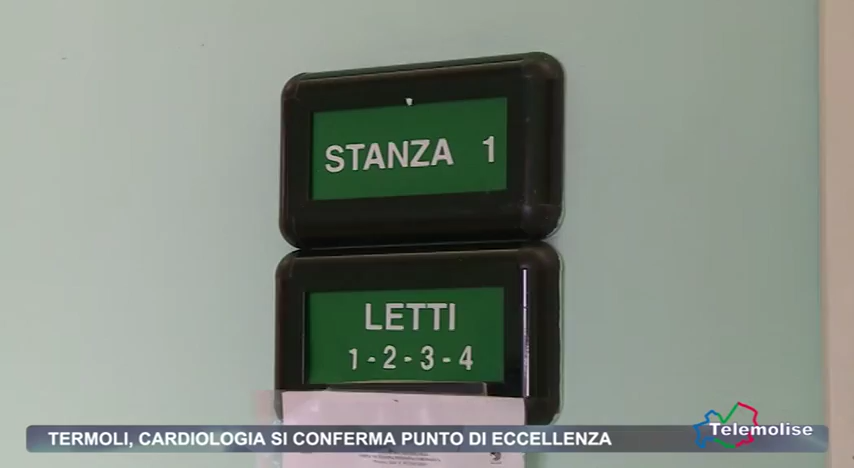 STANZA 1
LETTI
1-2-3-4
TERMOLI, CARDIOLOGIA SI CONFERMA PUNTO DI ECCELLENZA
Telemolise